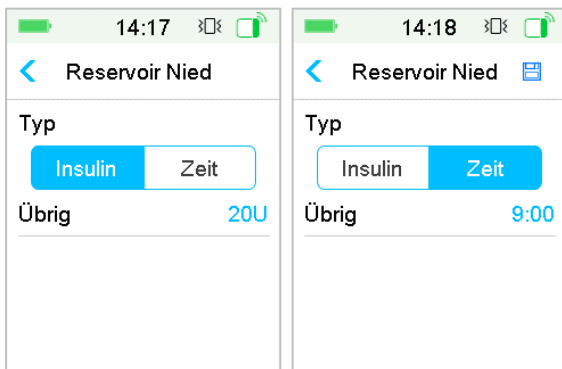 14:17
Reservoir Nied
Typ
Insulin Zeit
Übrig 20U
14:18
Reservoir Nied
Typ
Insulin Zeit
Übrig 9:00